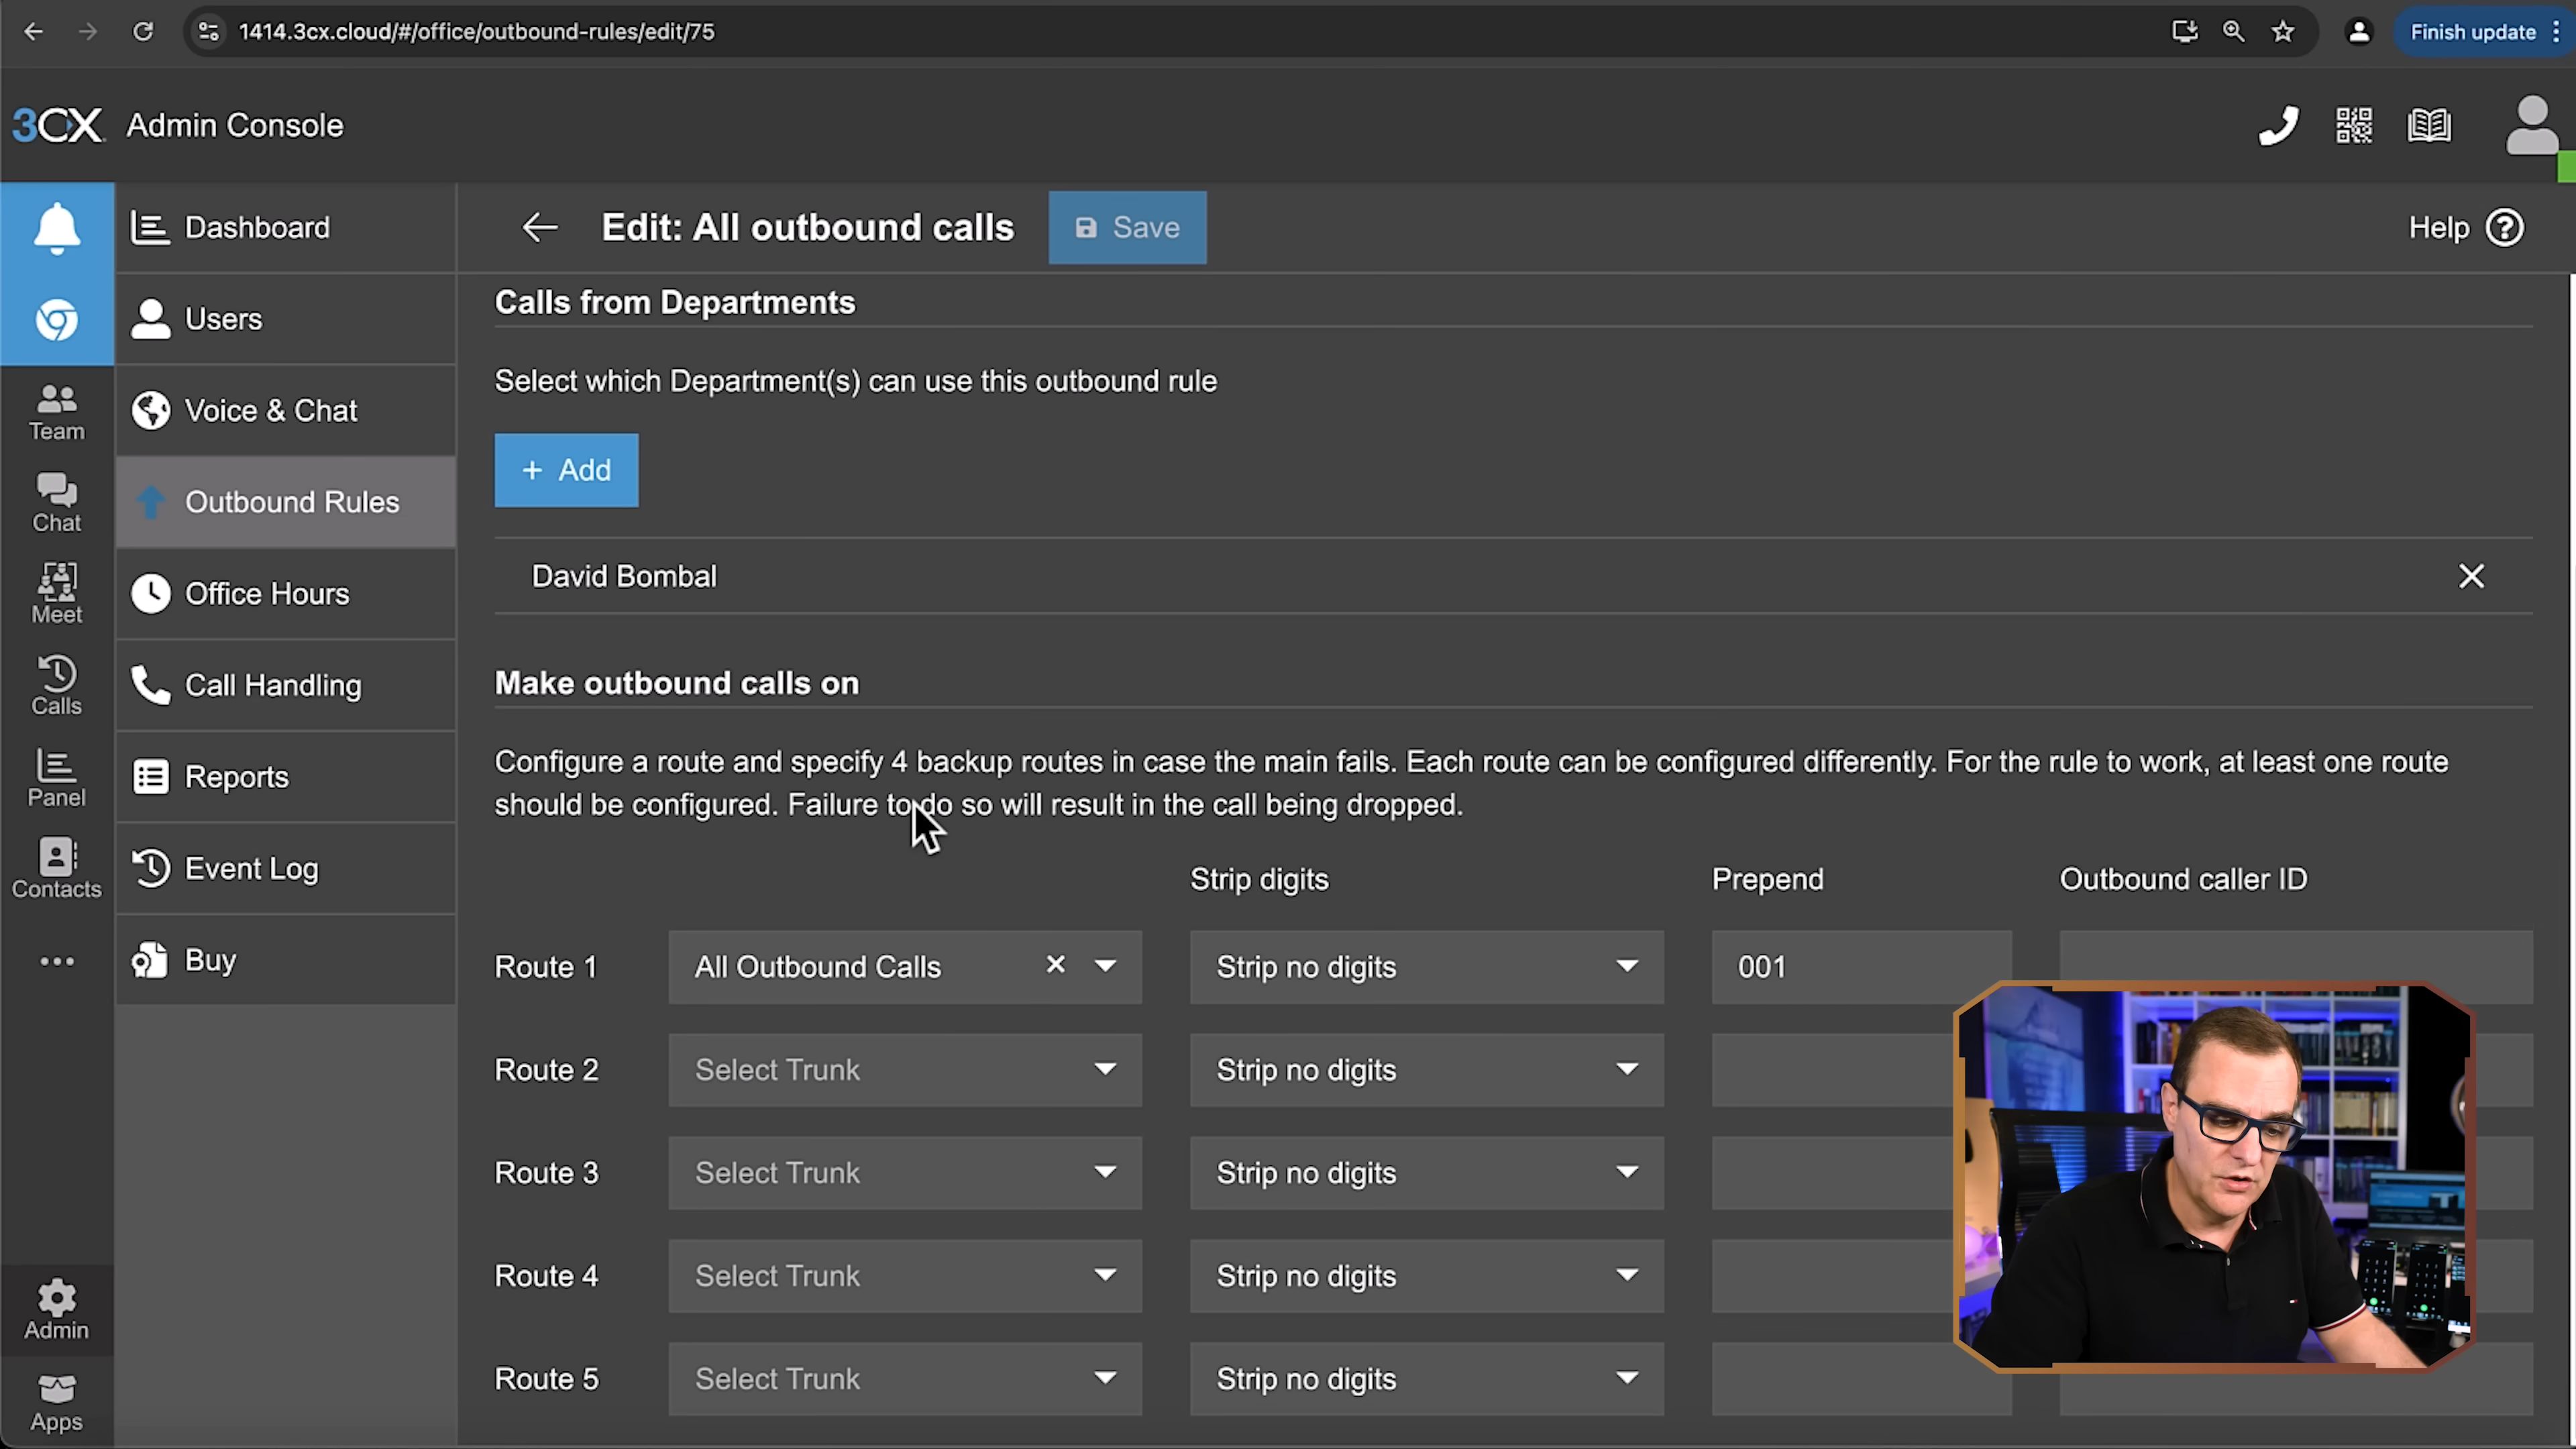 1414.3cx.cloud/#/office/outbound-rules/edit/75
Finish update
3CX Admin Console
Dashboard
Users
Voice & Chat
Outbound Rules
Office Hours
Call Handling
Reports
Event Log
Buy
Team
Chat
Meet
Calls
Panel
Contacts
Admin
Apps
Edit: All outbound calls
Save
Help
Calls from Departments
Select which Department(s) can use this outbound rule
+ Add
David Bombal
Make outbound calls on
Configure a route and specify 4 backup routes in case the main fails. Each route can be configured differently. For the rule to work, at least one route
should be configured. Failure to do so will result in the call being dropped.
Strip digits Prepend Outbound caller ID
Route 1 All Outbound Calls Strip no digits 001
Route 2 Select Trunk Strip no digits
Route 3 Select Trunk Strip no digits
Route 4 Select Trunk Strip no digits
Route 5 Select Trunk Strip no digits